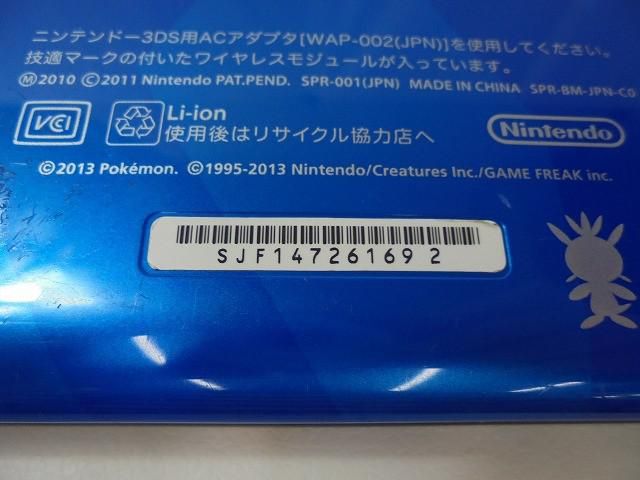 ニンテンドー3DS用ACアダプタ[WAP-002(JPN)]を使用してください。
技適マークの付いたワイヤレスモジュールが入っています。
Ⓜ2010 ©2011 Nintendo PAT.PEND. SPR-001(JPN) MADE IN CHINA SPR-BM-JPN-C0
VCCI
Li-ion
使用後はリサイクル協力店へ
Nintendo
©2013 Pokémon. ©1995-2013 Nintendo/Creatures Inc./GAME FREAK inc.
SJF147261692